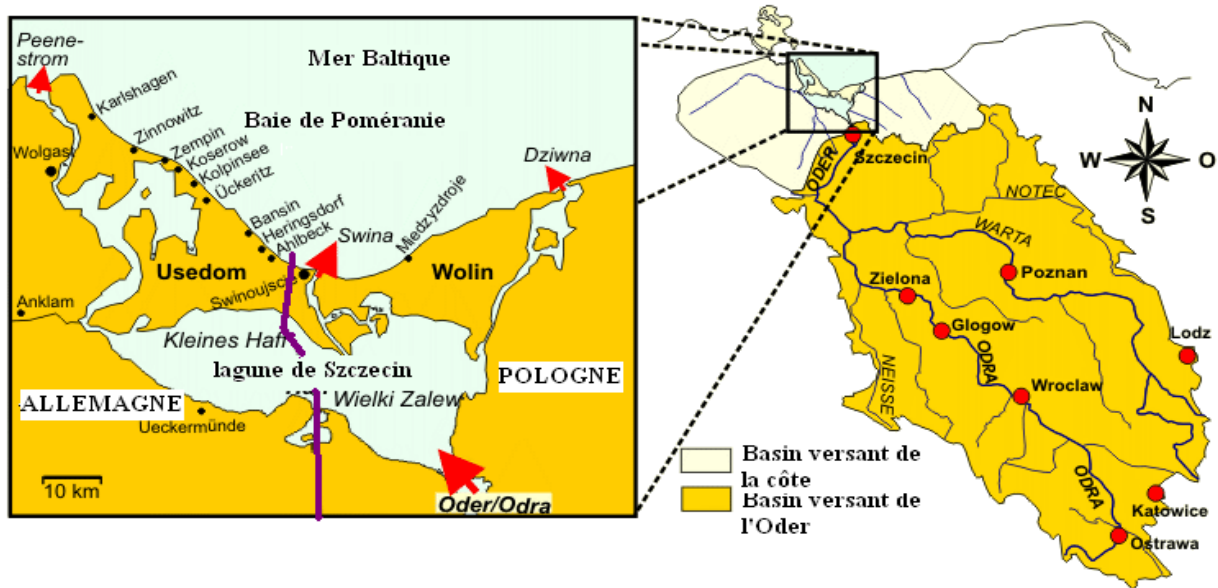 Peene-
strom
Mer Baltique
Karlshagen
Baie de Poméranie
Zinnowitz
Zempin
Koserow
Kolpinsee
Ückeritz
Wolgast
Dziwna
Bansin
Heringsdorf
Ahlbeck
Swina
Miedzyzdroje
Usedom
Wolin
Swinoujscie
Anklam
Kleines Haff
lagune de Szczecin
POLOGNE
ALLEMAGNE
Wielki Zalew
Ueckermünde
10 km
Oder/Odra
N
W
O
S
Szczecin
ODER/
NOTEC
WARTA
Zielona
Poznan
Glogow
Lodz
ODRA
NEISSE
Wroclaw
Basin versant de
la côte
Basin versant de
l'Oder
ODRA
Katowice
Ostrawa